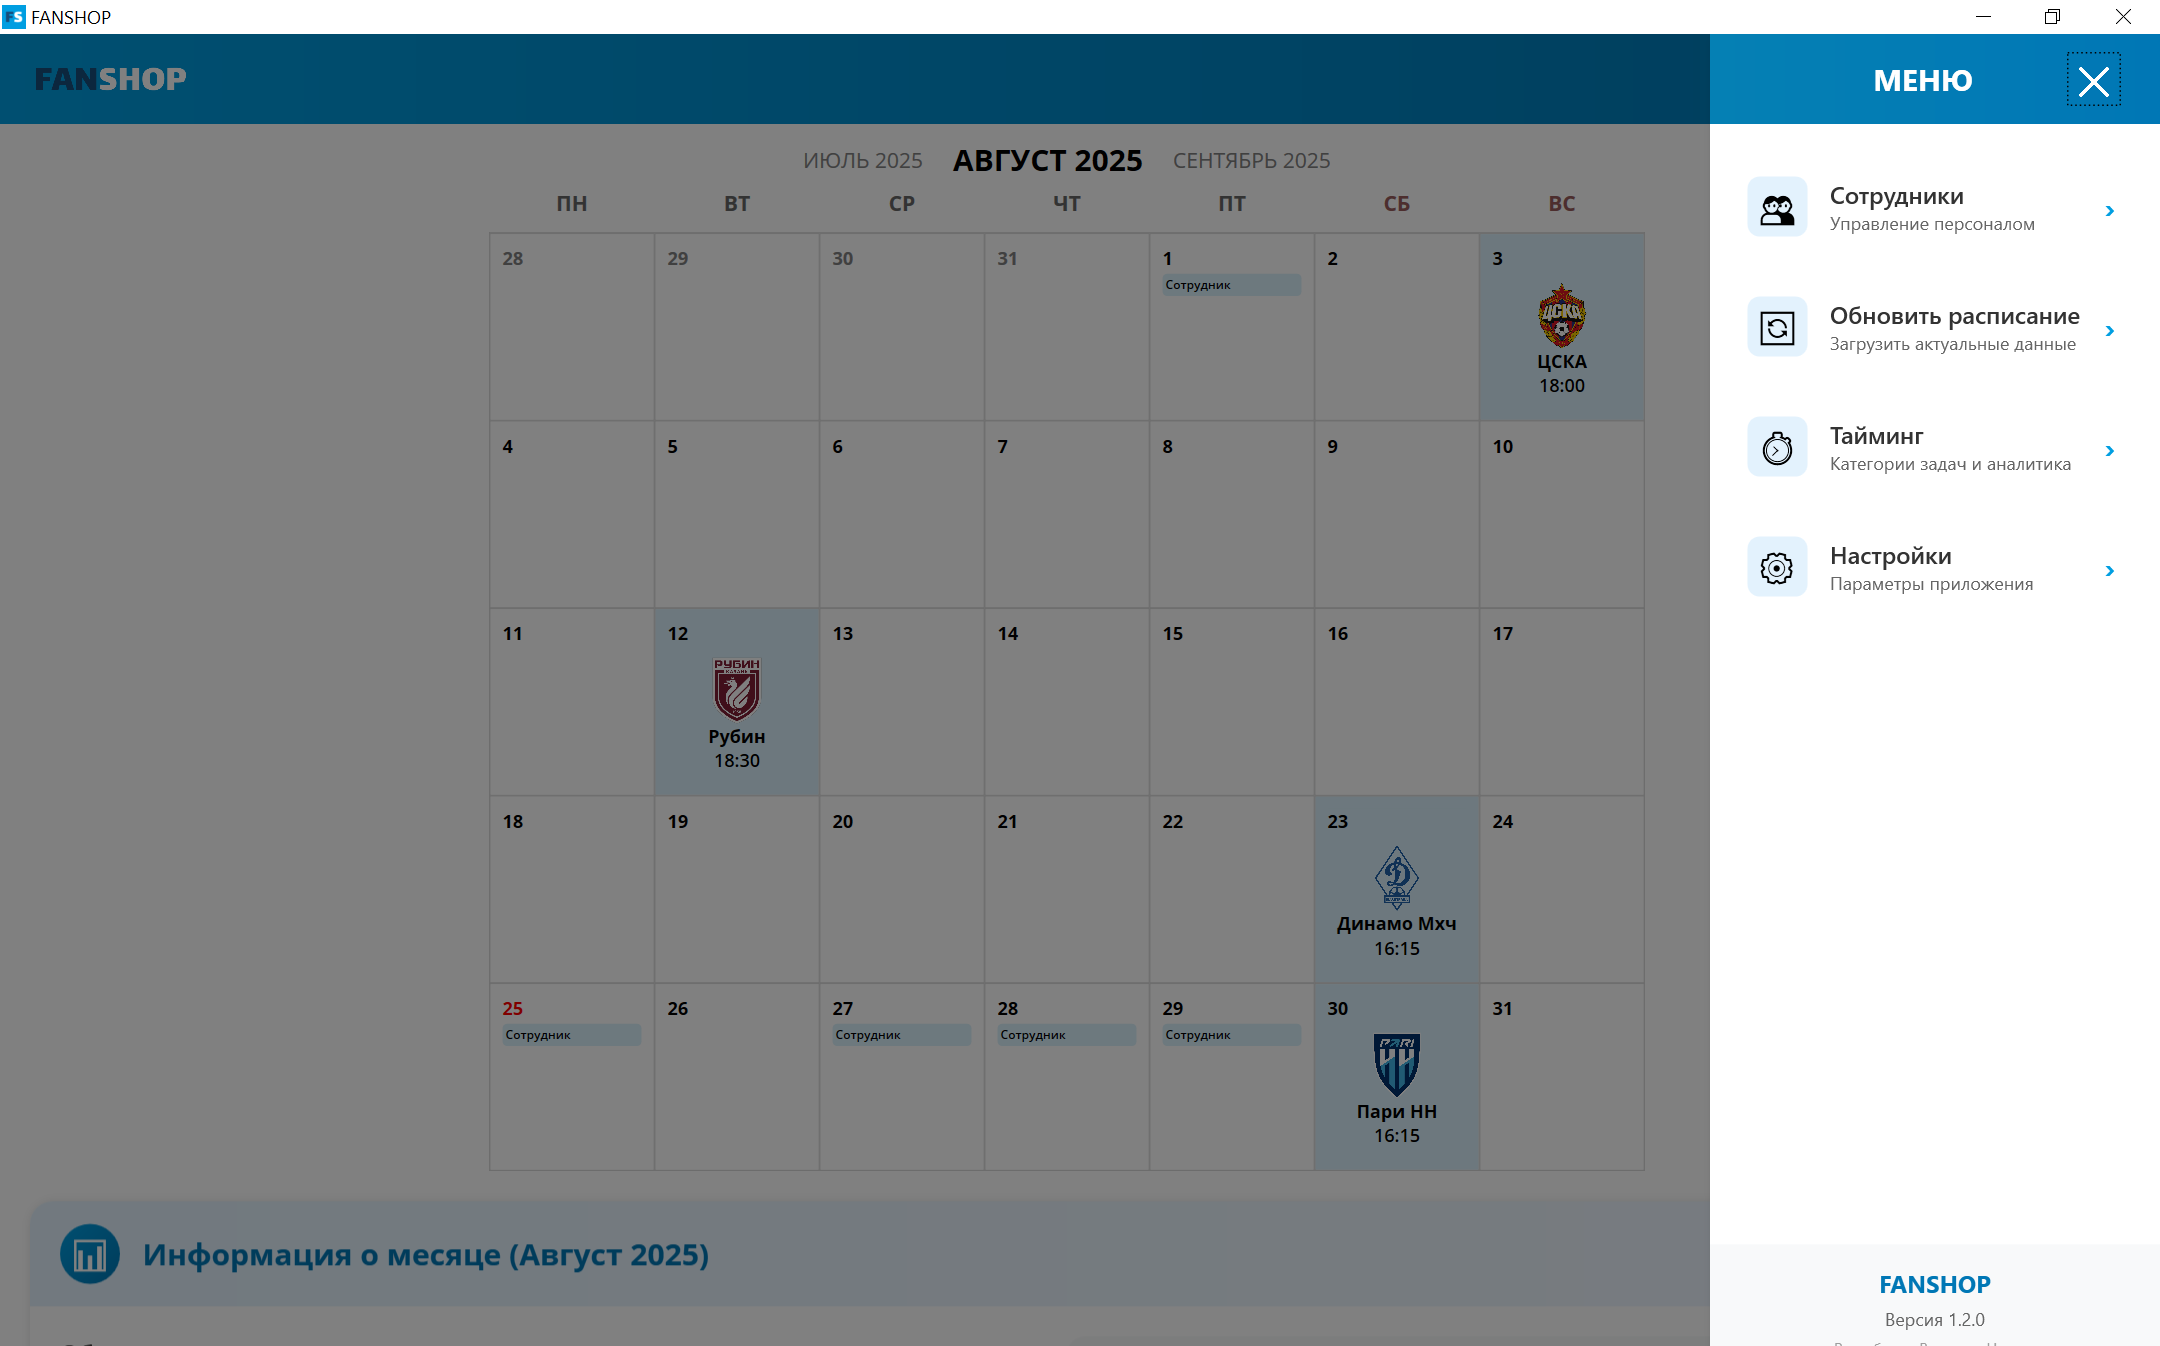 FS FANSHOP
FANSHOP
МЕНЮ
ИЮЛЬ 2025 АВГУСТ 2025 СЕНТЯБРЬ 2025
ПН ВТ СР ЧТ ПТ СБ ВС
28 29 30 31 1 2 3
Сотрудник
ЦСКА
ЦСКА
18:00
4 5 6 7 8 9 10
11 12 13 14 15 16 17
РУБИН
Рубин
18:30
18 19 20 21 22 23 24
Д
Динамо Мхч
16:15
25 26 27 28 29 30 31
Сотрудник Сотрудник Сотрудник Сотрудник
PARI
Пари НН
16:15
Информация о месяце (Август 2025)
Сотрудники
Управление персоналом
Обновить расписание
Загрузить актуальные данные
Тайминг
Категории задач и аналитика
Настройки
Параметры приложения
FANSHOP
Версия 1.2.0